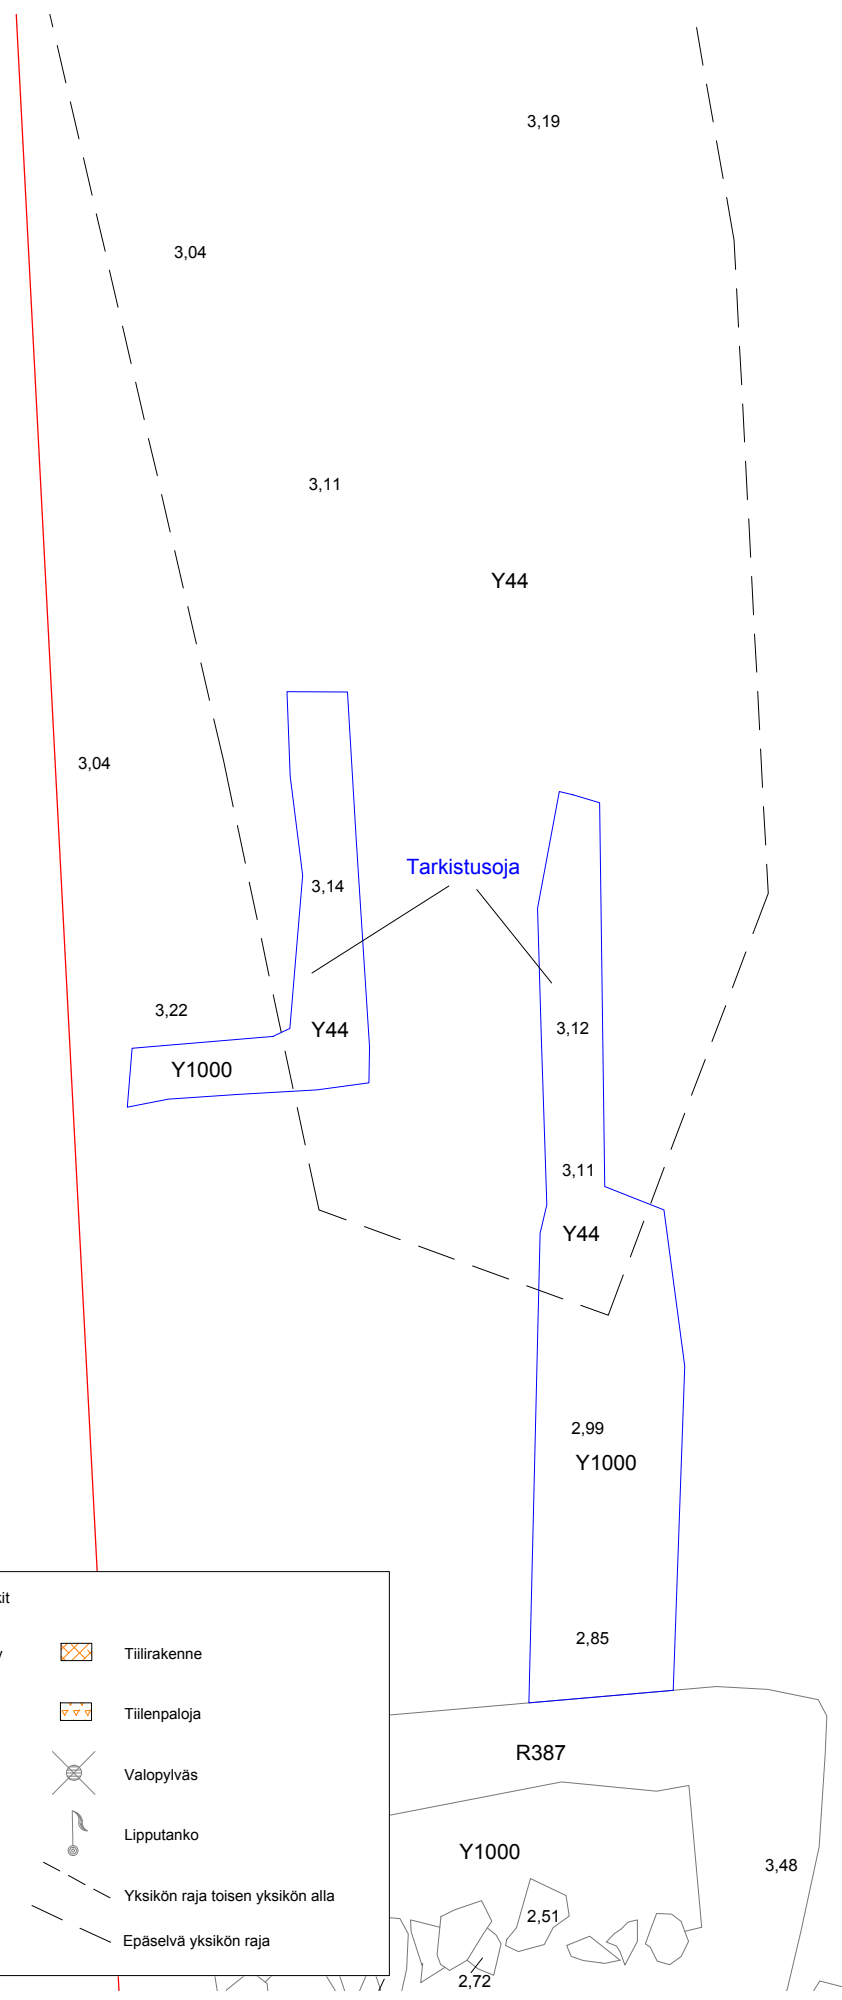 3,19
3,04
3,11
Y44
3,04
Tarkistusoja
3,14
3,22
Y44
3,12
Y1000
3,11
Y44
2,99
Y1000
2,85
Tiilirakenne
Tiilenpaloja
R387
Valopylväs
Lipputanko
Y1000
3,48
Yksikön raja toisen yksikön alla
2,51
Epäselvä yksikön raja
2,72